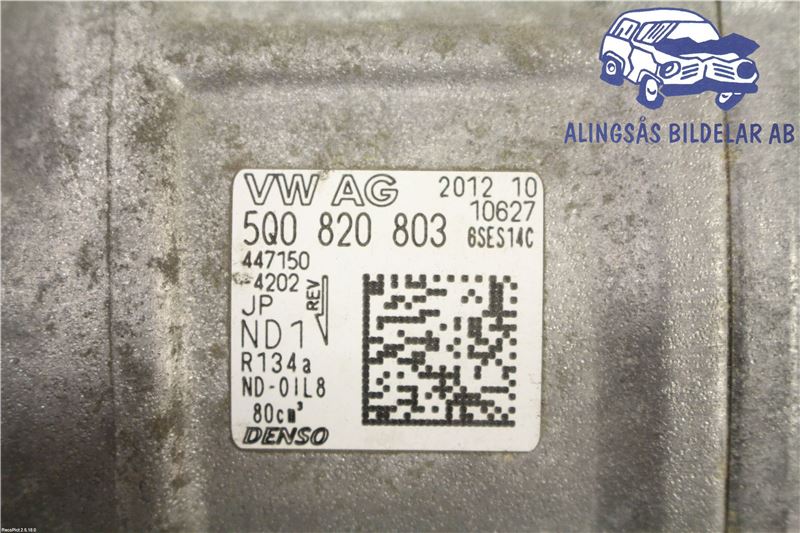 ALINGSÅS BILDELAR AB
VW AG 2012 10
10627
5Q0 820 803 6SES14C
447150
-4202 REV
JP
ND1
R134a
ND-OIL8
80cm³
DENSO